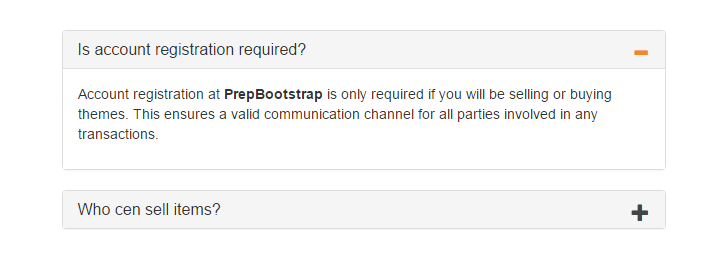 Is account registration required?
Account registration at PrepBootstrap is only required if you will be selling or buying
themes. This ensures a valid communication channel for all parties involved in any
transactions.
Who cen sell items?